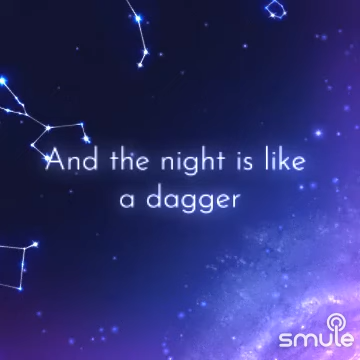 And the night is like
a dagger
smule